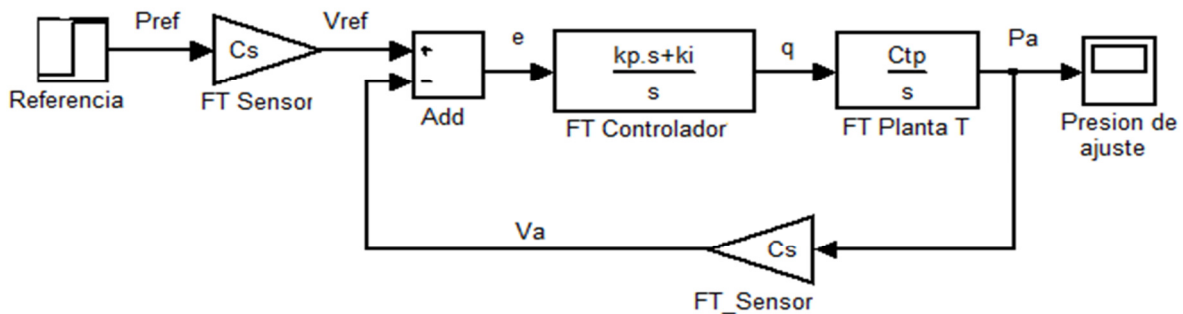 Pref
Vref
Cs
Referencia
FT Sensor
+
−
Add
e
kp.s+ki
s
FT Controlador
q
Ctp
s
FT Planta T
Pa
Presion de
ajuste
Va
Cs
FT_Sensor